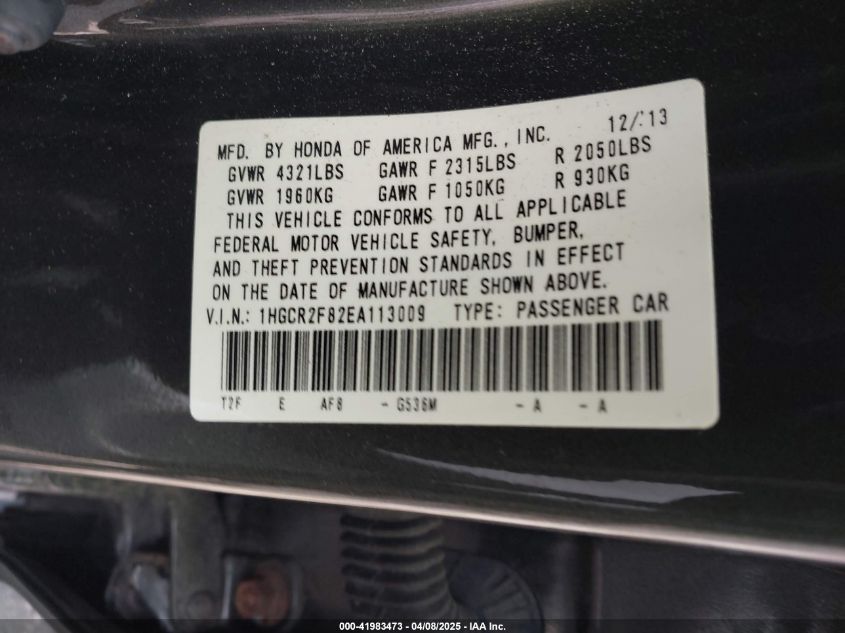 MFD. BY HONDA OF AMERICA MFG., INC. 12/13
GVWR 4321LBS GAWR F 2315LBS R 2050LBS
GVWR 1960KG GAWR F 1050KG R 930KG
THIS VEHICLE CONFORMS TO ALL APPLICABLE
FEDERAL MOTOR VEHICLE SAFETY, BUMPER,
AND THEFT PREVENTION STANDARDS IN EFFECT
ON THE DATE OF MANUFACTURE SHOWN ABOVE.
V.I.N.: 1HGCR2F82EA113009 TYPE: PASSENGER CAR
T2F E AF8 - G536M - A - A
000-41983473 - 04/08/2025 - IAA Inc.